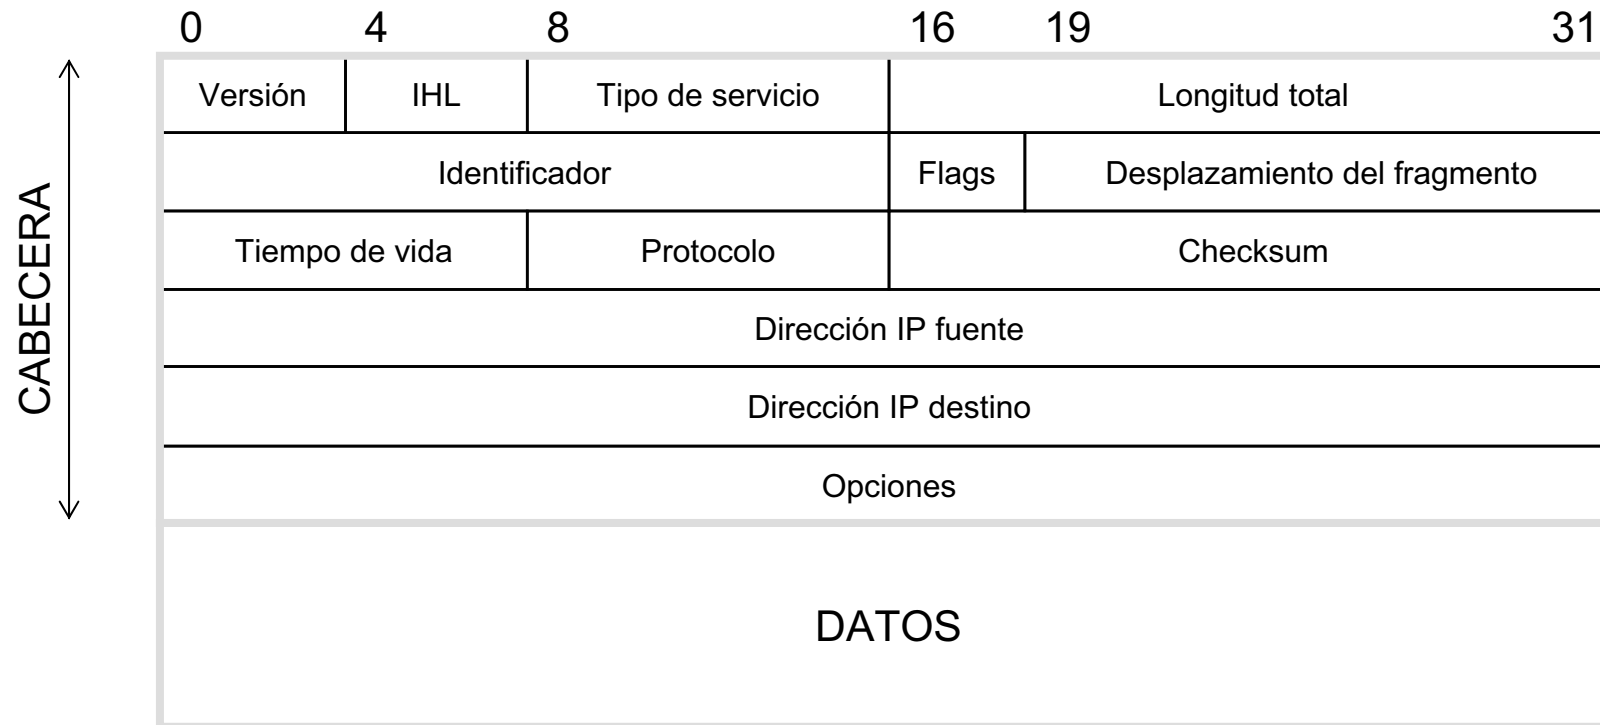 0 4 8 16 19 31
Versión IHL Tipo de servicio Longitud total
Identificador Flags Desplazamiento del fragmento
Tiempo de vida Protocolo Checksum
Dirección IP fuente
Dirección IP destino
Opciones
CABECERA
DATOS